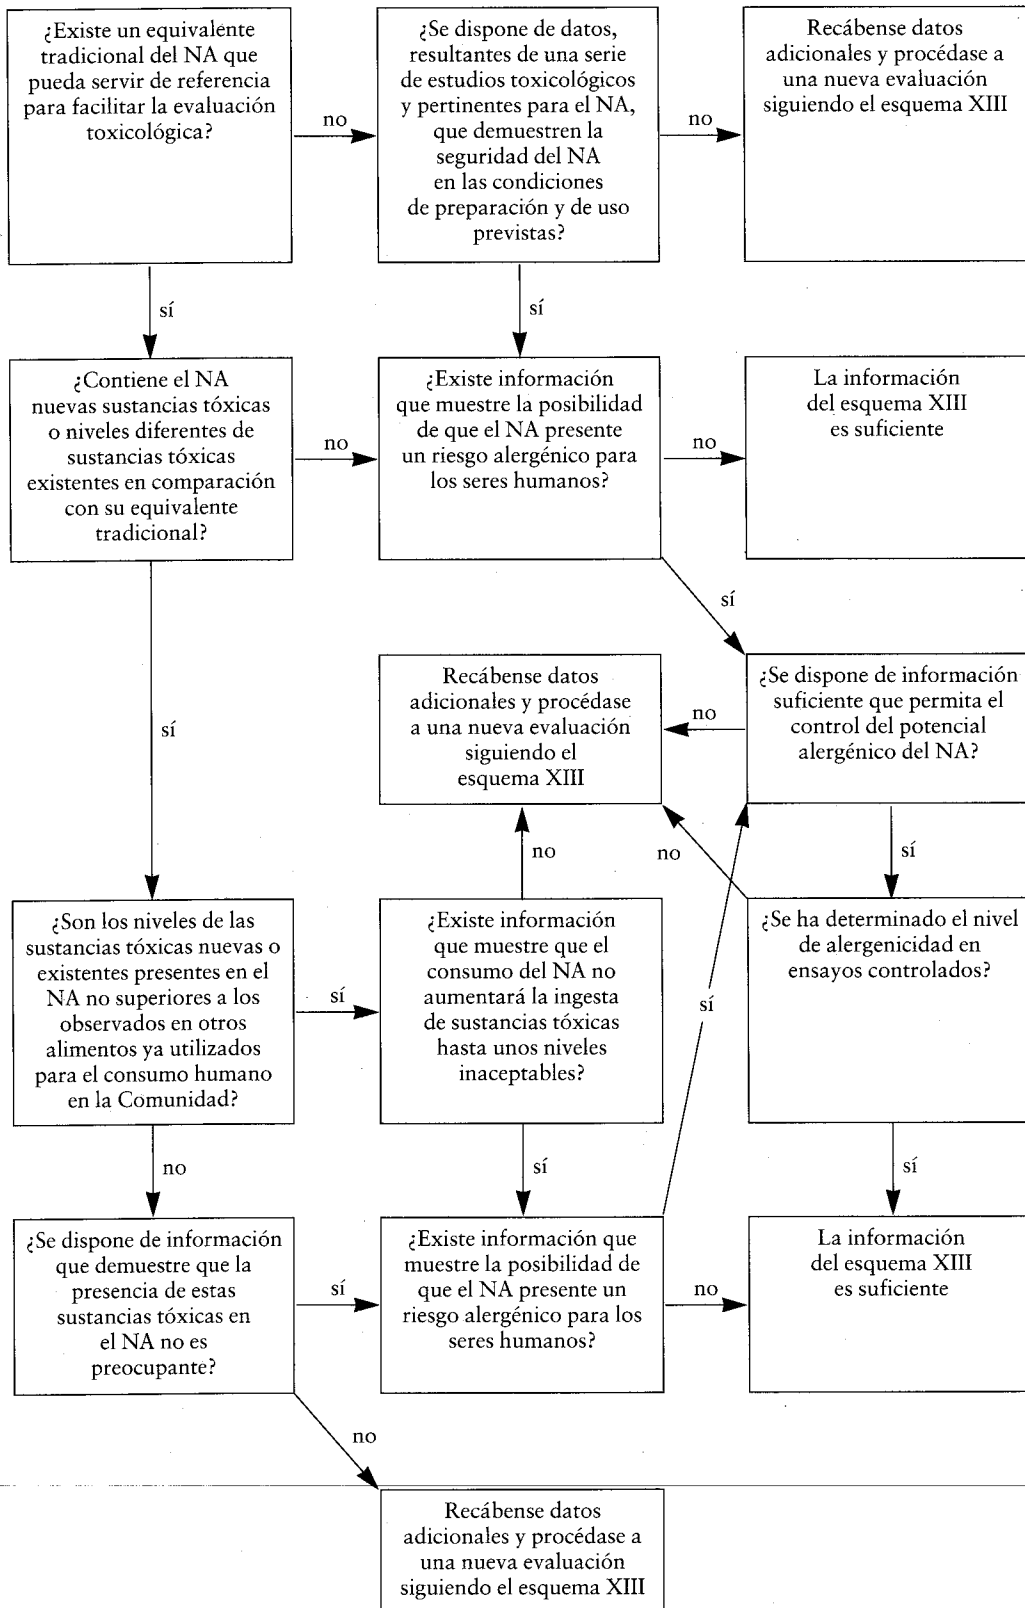 ¿Existe un equivalente
tradicional del NA que
pueda servir de referencia
para facilitar la evaluación
toxicológica?
no
¿Se dispone de datos,
resultantes de una serie
de estudios toxicológicos
y pertinentes para el NA,
que demuestren la
seguridad del NA
en las condiciones
de preparación y de uso
previstas?
no
Recábense datos
adicionales y procédase a
una nueva evaluación
siguiendo el esquema XIII
sí
sí
¿Contiene el NA
nuevas sustancias tóxicas
o niveles diferentes de
sustancias tóxicas
existentes en comparación
con su equivalente
tradicional?
no
¿Existe información
que muestre la posibilidad
de que el NA presente
un riesgo alergénico para
los seres humanos?
no
La información
del esquema XIII
es suficiente
sí
sí
Recábense datos
adicionales y procédase
a una nueva evaluación
siguiendo el
esquema XIII
no
¿Se dispone de información
suficiente que permita el
control del potencial
alergénico del NA?
no
no
sí
¿Son los niveles de las
sustancias tóxicas nuevas o
existentes presentes en el
NA no superiores a los
observados en otros
alimentos ya utilizados
para el consumo humano
en la Comunidad?
sí
¿Existe información
que muestre que el
consumo del NA no
aumentará la ingesta
de sustancias tóxicas
hasta unos niveles
inaceptables?
sí
¿Se ha determinado el nivel
de alergenicidad en
ensayos controlados?
no
sí
sí
¿Se dispone de información
que demuestre que la
presencia de estas
sustancias tóxicas en
el NA no es
preocupante?
sí
¿Existe información que
muestre la posibilidad de
que el NA presente un
riesgo alergénico para los
seres humanos?
no
La información
del esquema XIII
es suficiente
no
Recábense datos
adicionales y procédase a
una nueva evaluación
siguiendo el esquema XIII